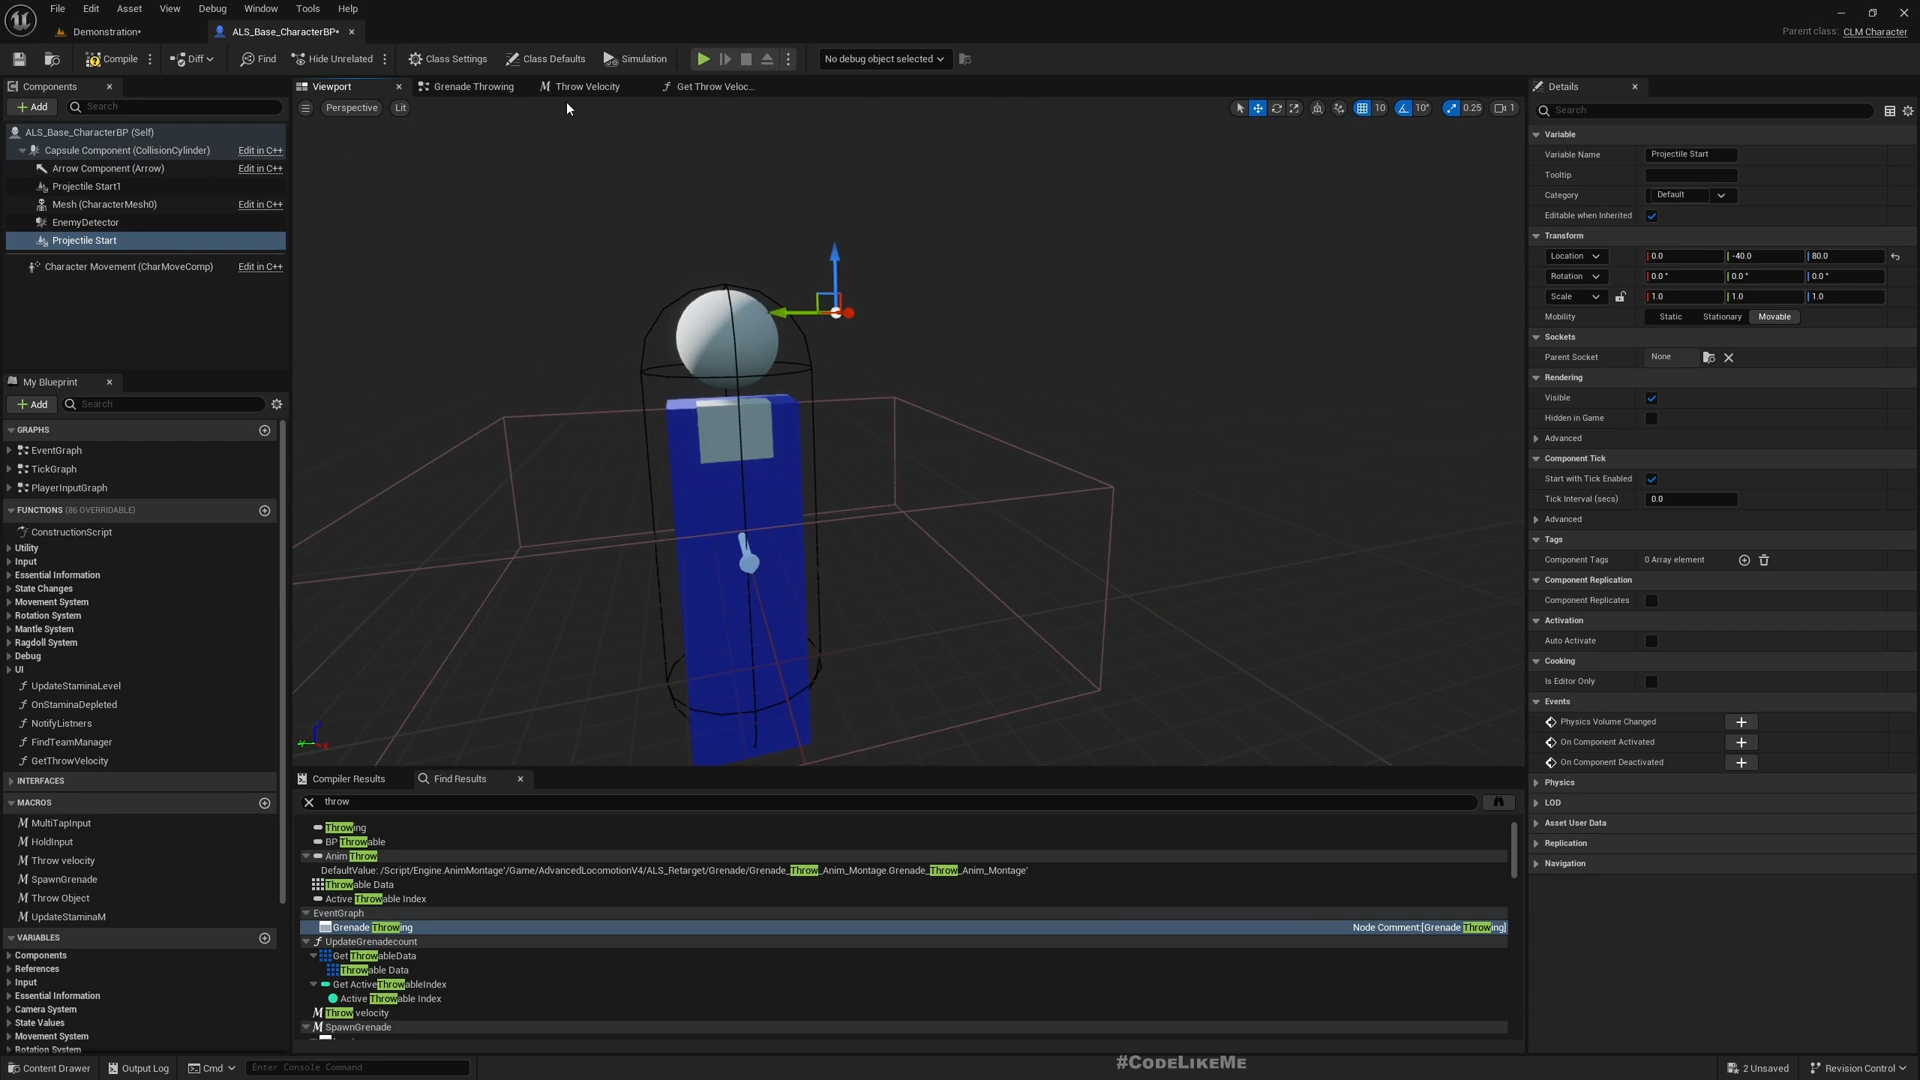 File Edit Asset View Debug Window Tools Help
Demonstration*
ALS_Base_CharacterBP*
Parent class: CLM Character
Compile
Diff
Find
Hide Unrelated
Class Settings
Class Defaults
Simulation
No debug object selected
Components
Add
Search
ALS_Base_CharacterBP (Self)
Capsule Component (CollisionCylinder) Edit in C++
Arrow Component (Arrow) Edit in C++
Projectile Start1
Mesh (CharacterMesh0) Edit in C++
EnemyDetector
Projectile Start
Character Movement (CharMoveComp) Edit in C++
My Blueprint
Add
Search
GRAPHS
EventGraph
TickGraph
PlayerInputGraph
FUNCTIONS (86 OVERRIDABLE)
ConstructionScript
Utility
Input
Essential Information
State Changes
Movement System
Rotation System
Mantle System
Ragdoll System
Debug
UI
UpdateStaminaLevel
OnStaminaDepleted
NotifyListners
FindTeamManager
GetThrowVelocity
INTERFACES
MACROS
MultiTapInput
HoldInput
Throw velocity
SpawnGrenade
Throw Object
UpdateStaminaM
VARIABLES
Components
References
Input
Essential Information
Camera System
State Values
Movement System
Rotation System
Viewport
Grenade Throwing
Throw Velocity
Get Throw Veloc...
Perspective
Lit
10
10°
0.25
1
Compiler Results
Find Results
throw
Throwing
BP Throwable
Anim Throw
DefaultValue: /Script/Engine.AnimMontage'/Game/AdvancedLocomotionV4/ALS_Retarget/Grenade/Grenade_Throw_Anim_Montage.Grenade_Throw_Anim_Montage'
Throwable Data
Active Throwable Index
EventGraph
Grenade Throwing Node Comment:[Grenade Throwing]
UpdateGrenadecount
Get ThrowableData
Throwable Data
Get ActiveThrowableIndex
Active Throwable Index
Throw velocity
SpawnGrenade
Details
Search
Variable
Variable Name Projectile Start
Tooltip
Category Default
Editable when Inherited
Transform
Location 0.0 -40.0 80.0
Rotation 0.0° 0.0° 0.0°
Scale 1.0 1.0 1.0
Mobility Static Stationary Movable
Sockets
Parent Socket None
Rendering
Visible
Hidden in Game
Advanced
Component Tick
Start with Tick Enabled
Tick Interval (secs) 0.0
Advanced
Tags
Component Tags 0 Array element
Component Replication
Component Replicates
Activation
Auto Activate
Cooking
Is Editor Only
Events
Physics Volume Changed
On Component Activated
On Component Deactivated
Physics
LOD
Asset User Data
Replication
Navigation
Content Drawer
Output Log
Cmd
Enter Console Command
#CODELIKEME
2 Unsaved
Revision Control